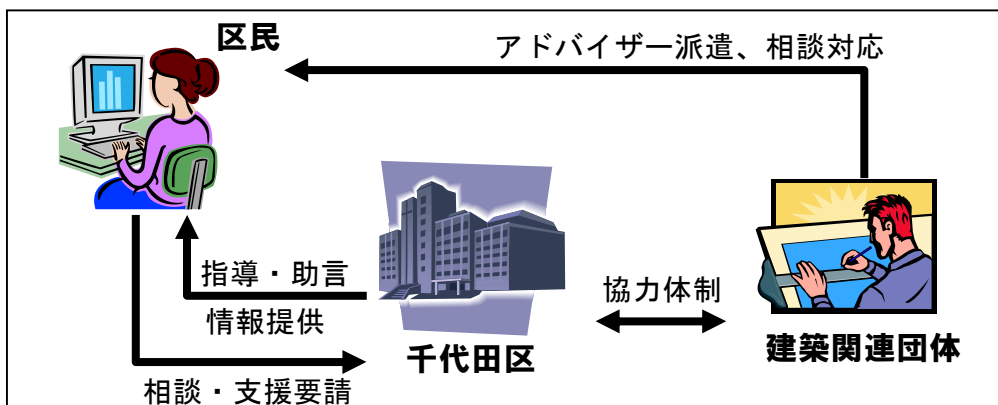 区民
アドバイザー派遣、相談対応
指導・助言
情報提供
協力体制
千代田区
建築関連団体
相談・支援要請